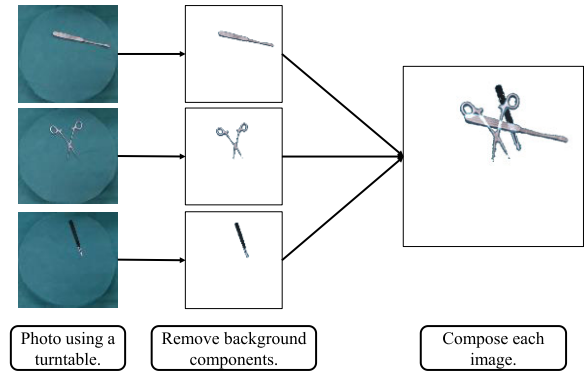 Photo using a
turntable.
Remove background
components.
Compose each
image.